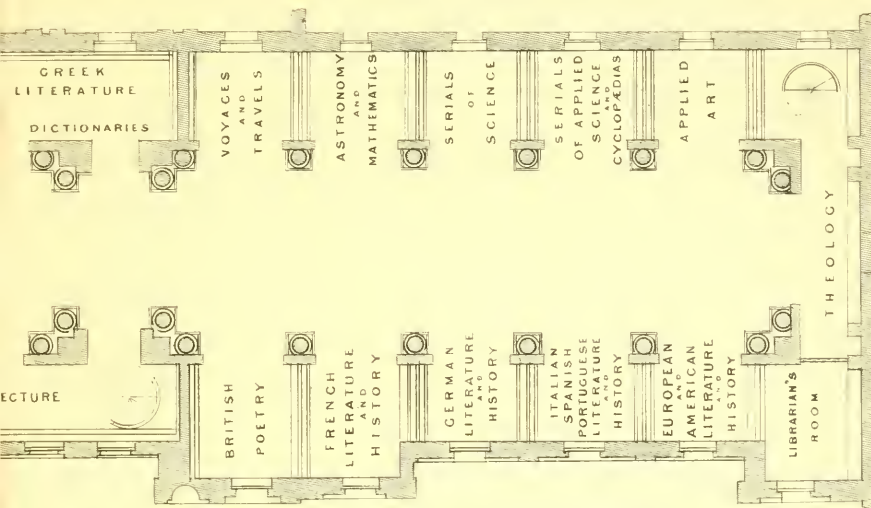 GREEK
LITERATURE
DICTIONARIES
VOYAGES
AND
TRAVELS
ASTRONOMY
AND
MATHEMATICS
SERIALS
OF
SCIENCE
SERIALS
OF APPLIED
SCIENCE
AND
CYCLOPÆDIAS
APPLIED
ART
THEOLOGY
ECTURE
BRITISH
POETRY
FRENCH
LITERATURE
AND
HISTORY
GERMAN
LITERATURE
AND
HISTORY
ITALIAN
SPANISH
PORTUGUESE
LITERATURE
AND
HISTORY
EUROPEAN
AND
AMERICAN
LITERATURE
AND
HISTORY
LIBRARIAN'S
ROOM